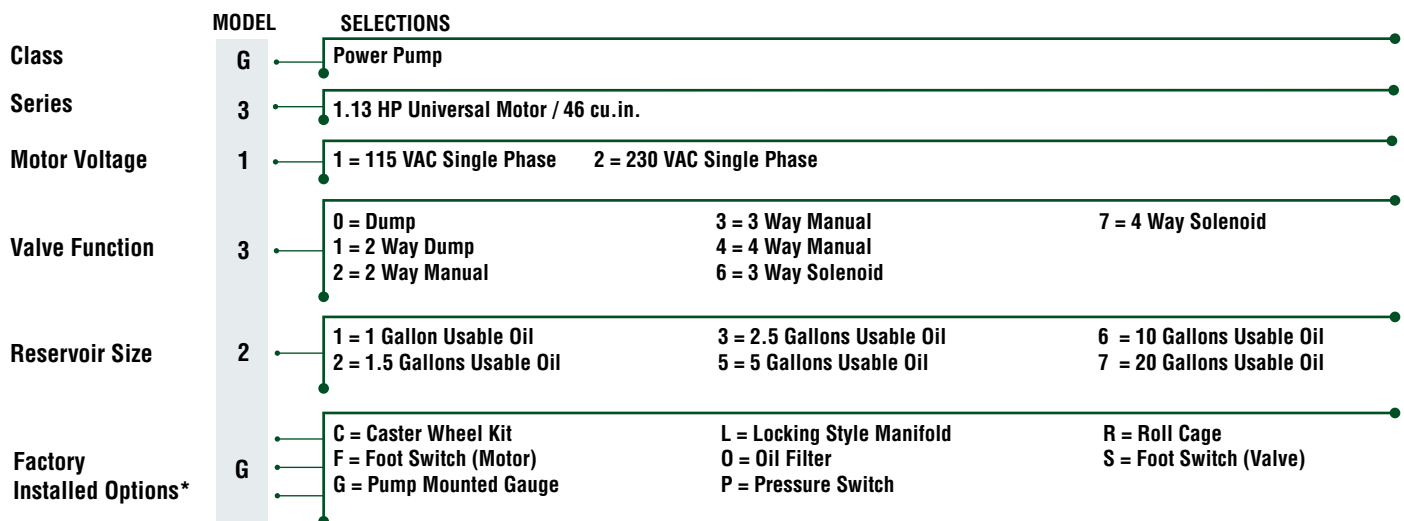 MODEL SELECTIONS
Class G Power Pump
Series 3 1.13 HP Universal Motor / 46 cu.in.
Motor Voltage 1 1 = 115 VAC Single Phase 2 = 230 VAC Single Phase
0 = Dump 3 = 3 Way Manual 7 = 4 Way Solenoid
Valve Function 3 1 = 2 Way Dump 4 = 4 Way Manual
2 = 2 Way Manual 6 = 3 Way Solenoid
1 = 1 Gallon Usable Oil 3 = 2.5 Gallons Usable Oil 6 = 10 Gallons Usable Oil
Reservoir Size 2 2 = 1.5 Gallons Usable Oil 5 = 5 Gallons Usable Oil 7 = 20 Gallons Usable Oil
C = Caster Wheel Kit L = Locking Style Manifold R = Roll Cage
Factory G F = Foot Switch (Motor) O = Oil Filter S = Foot Switch (Valve)
Installed Options* G = Pump Mounted Gauge P = Pressure Switch